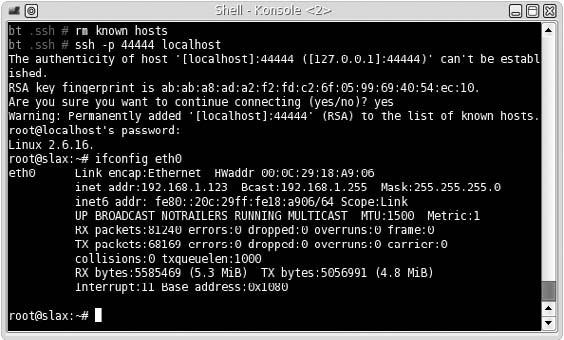 Shell - Konsole <2>
bt .ssh # rm known hosts
bt .ssh # ssh -p 44444 localhost
The authenticity of host '[localhost]:44444 ([127.0.0.1]:44444)' can't be establ
ished.
RSA key fingerprint is ab:ab:a8:ad:a2:f2:fd:c2:6f:05:99:69:40:54:ec:10.
Are you sure you want to continue connecting (yes/no)? yes
Warning: Permanently added '[localhost]:44444' (RSA) to the list of known hosts.
root@localhost's password:
Linux 2.6.16.
root@slax:~# ifconfig eth0
eth0      Link encap:Ethernet  HWaddr 00:0C:29:18:A9:06
          inet addr:192.168.1.123  Bcast:192.168.1.255  Mask:255.255.255.0
          inet6 addr: fe80::20c:29ff:fe18:a906/64 Scope:Link
          UP BROADCAST NOTRAILERS RUNNING MULTICAST  MTU:1500  Metric:1
          RX packets:81240 errors:0 dropped:0 overruns:0 frame:0
          TX packets:68169 errors:0 dropped:0 overruns:0 carrier:0
          collisions:0 txqueuelen:1000
          RX bytes:5585469 (5.3 MiB)  TX bytes:5056991 (4.8 MiB)
          Interrupt:11 Base address:0x1080
root@slax:~#